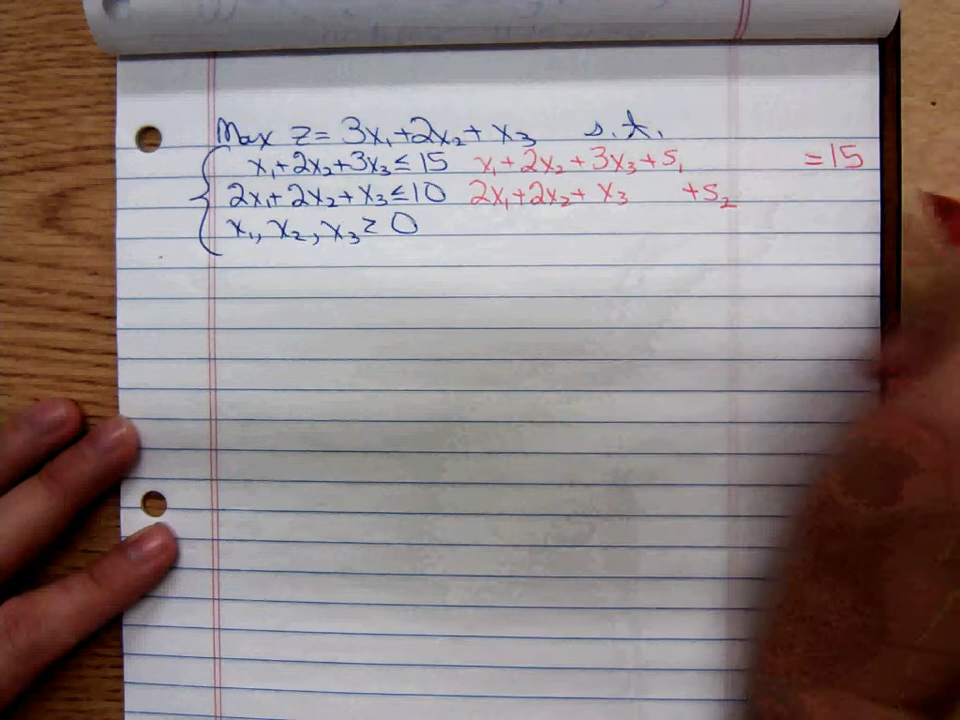 Max z = 3x₁ + 2x₂ + x₃ s.t.
x₁ + 2x₂ + 3x₃ ≤ 15 x₁ + 2x₂ + 3x₃ + s₁ = 15
2x₁ + 2x₂ + x₃ ≤ 10 2x₁ + 2x₂ + x₃ + s₂
x₁, x₂, x₃ ≥ 0